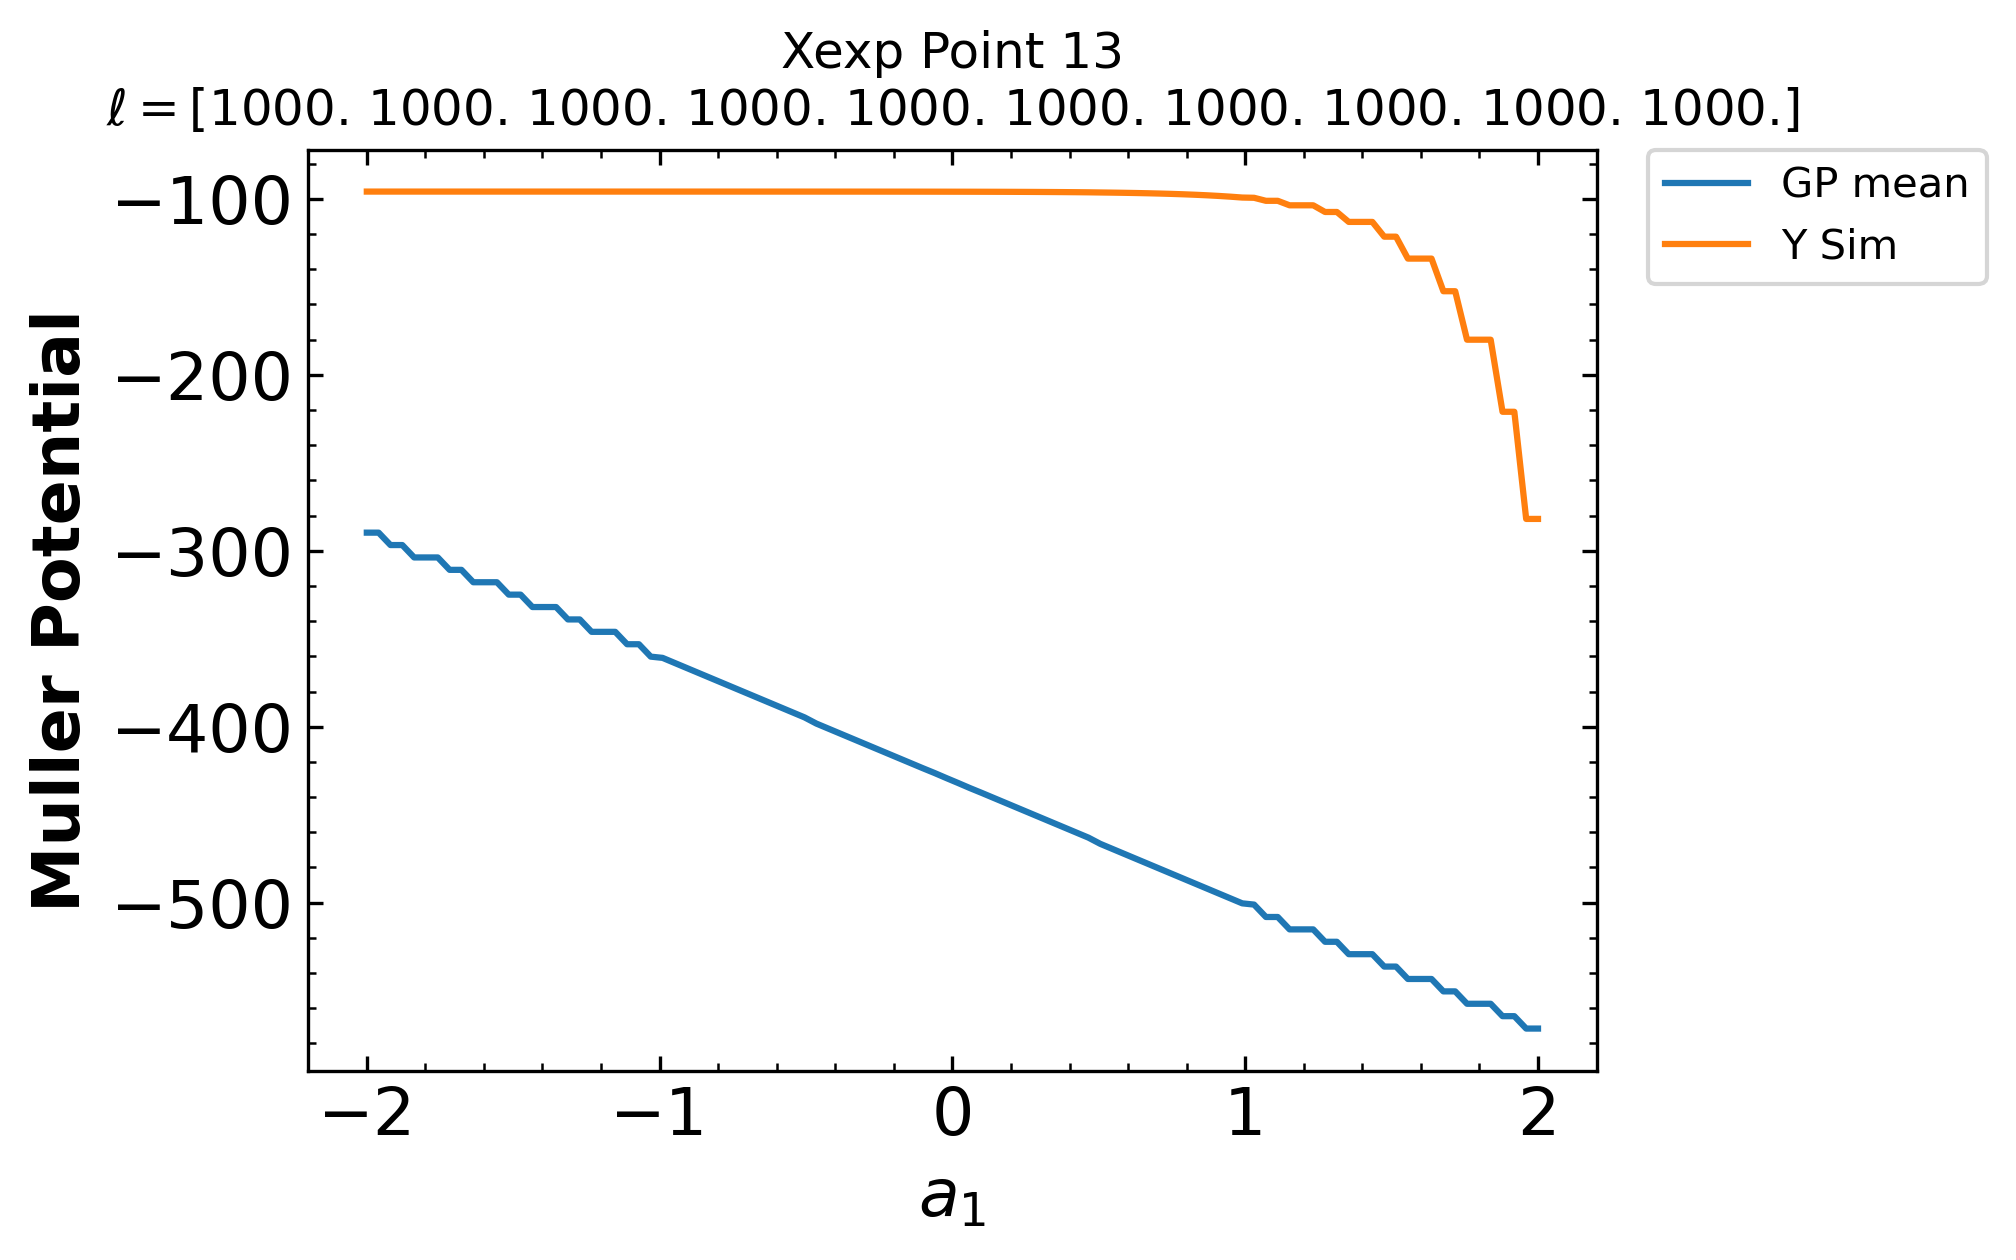 Xexp Point 13
ℓ = [1000. 1000. 1000. 1000. 1000. 1000. 1000. 1000. 1000. 1000.]
GP mean
Y Sim
Muller Potential
−100
−200
−300
−400
−500
−2 −1 0 1 2
a₁